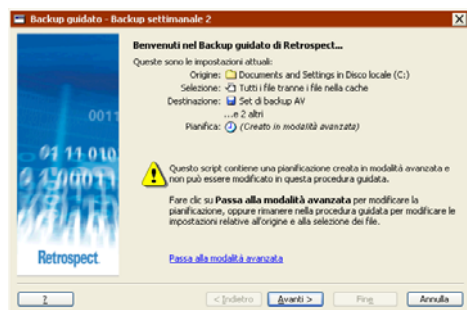 Backup guidato - Backup settimanale 2
Benvenuti nel Backup guidato di Retrospect...
Queste sono le impostazioni attuali:
Origine: Documents and Settings in Disco locale (C:)
Selezione: Tutti i file tranne i file nella cache
Destinazione: Set di backup AV
...e 2 altri
Pianifica: (Creato in modalità avanzata)
Questo script contiene una pianificazione creata in modalità avanzata e
non può essere modificato in questa procedura guidata.
Fare clic su Passa alla modalità avanzata per modificare la
pianificazione, oppure rimanere nella procedura guidata per modificare le
impostazioni relative all'origine e alla selezione dei file.
Passa alla modalità avanzata
Retrospect
?
< Indietro
Avanti >
Fine
Annulla